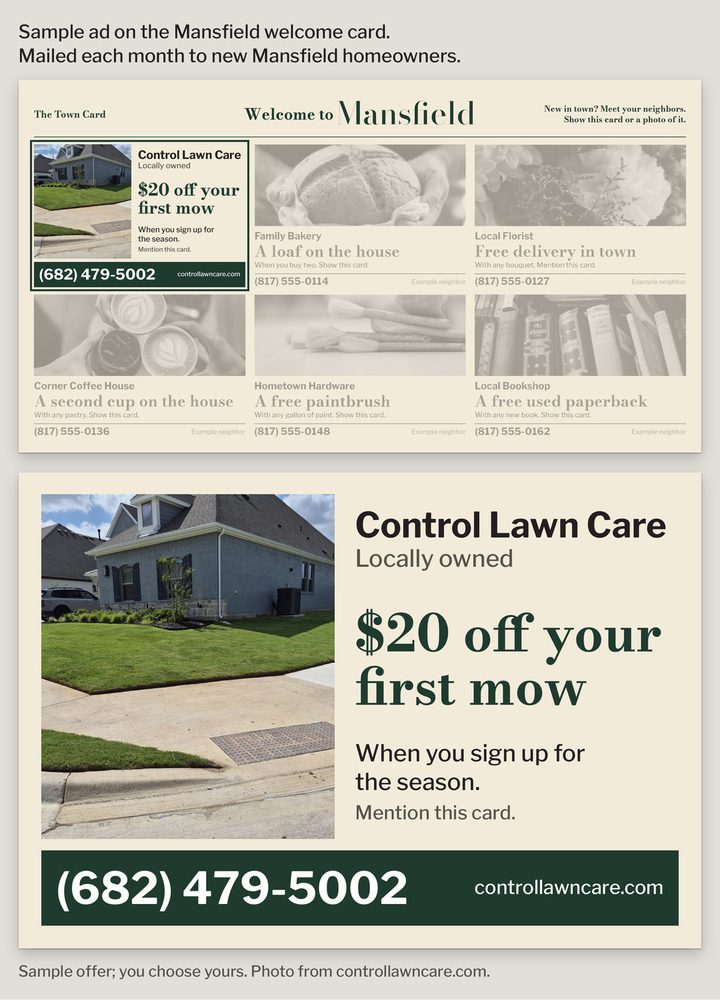 Sample ad on the Mansfield welcome card.
Mailed each month to new Mansfield homeowners.
The Town Card
Welcome to Mansfield
New in town? Meet your neighbors.
Show this card or a photo of it.
Control Lawn Care
Locally owned
$20 off your
first mow
When you sign up for
the season.
Mention this card.
(682) 479-5002
controllawncare.com
Family Bakery
A loaf on the house
When you buy two. Show this card.
(817) 555-0114
Example neighbor
Local Florist
Free delivery in town
With any bouquet. Mention this card.
(817) 555-0127
Example neighbor
Corner Coffee House
A second cup on the house
With any pastry. Show this card.
(817) 555-0136
Example neighbor
Hometown Hardware
A free paintbrush
With any gallon of paint. Show this card.
(817) 555-0148
Example neighbor
Local Bookshop
A free used paperback
With any new book. Show this card.
(817) 555-0162
Example neighbor
Control Lawn Care
Locally owned
$20 off your
first mow
When you sign up for
the season.
Mention this card.
(682) 479-5002
controllawncare.com
Sample offer; you choose yours. Photo from controllawncare.com.